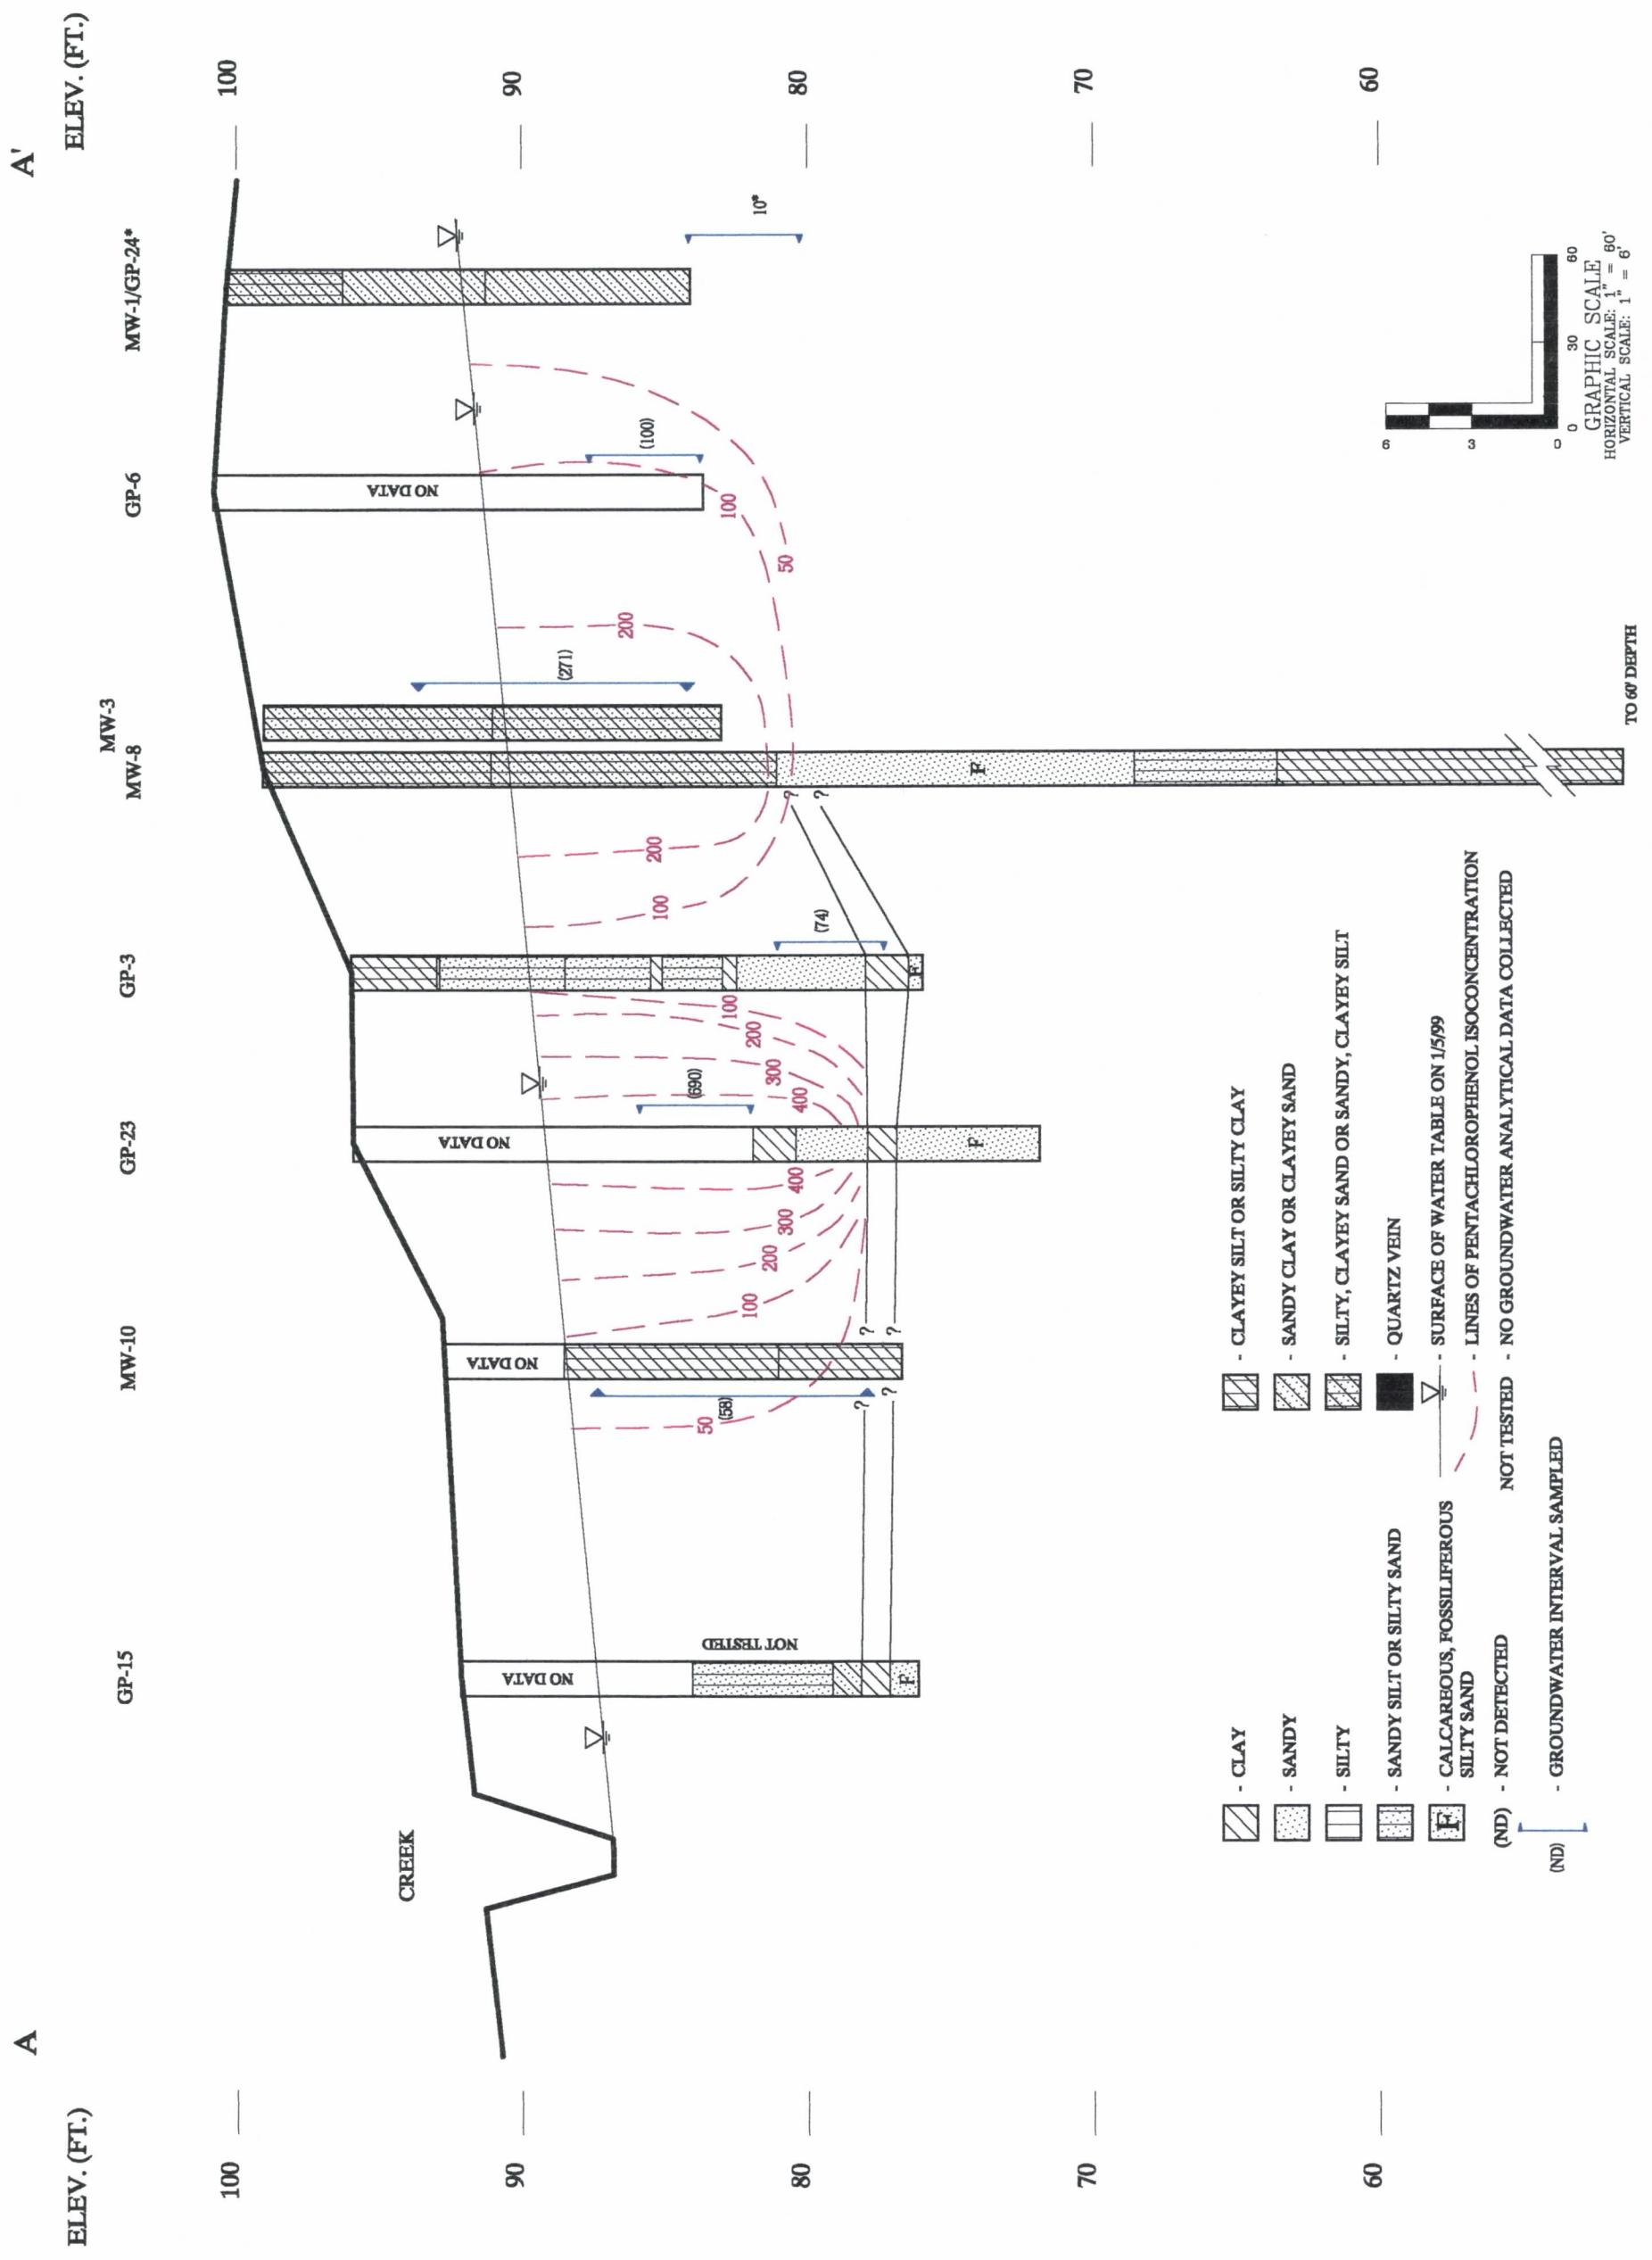 A
A'
ELEV. (FT.)
ELEV. (FT.)
GP-15
MW-10
GP-23
GP-3
MW-8
MW-3
GP-6
MW-1/GP-24*
100
90
80
70
60
100
90
80
70
60
CREEK
NO DATA
NOT TESTED
NO DATA
NO DATA
NO DATA
F
F
F
F
50
(58)
100
200
300
400
(690)
400
300
200
100
(74)
100
200
(271)
200
100
(100)
50
10*
?
?
?
?
?
?
TO 60' DEPTH
- CLAY
- SANDY
- SILTY
- SANDY SILT OR SILTY SAND
F - CALCAREOUS, FOSSILIFEROUS
SILTY SAND
(ND) - NOT DETECTED
(ND) - GROUNDWATER INTERVAL SAMPLED
- CLAYEY SILT OR SILTY CLAY
- SANDY CLAY OR CLAYEY SAND
- SILTY, CLAYEY SAND OR SANDY, CLAYEY SILT
- QUARTZ VEIN
- SURFACE OF WATER TABLE ON 1/5/99
- LINES OF PENTACHLOROPHENOL ISOCONCENTRATION
NOT TESTED - NO GROUNDWATER ANALYTICAL DATA COLLECTED
6
3
0
0 30 60
GRAPHIC SCALE
HORIZONTAL SCALE: 1" = 60'
VERTICAL SCALE: 1" = 6'